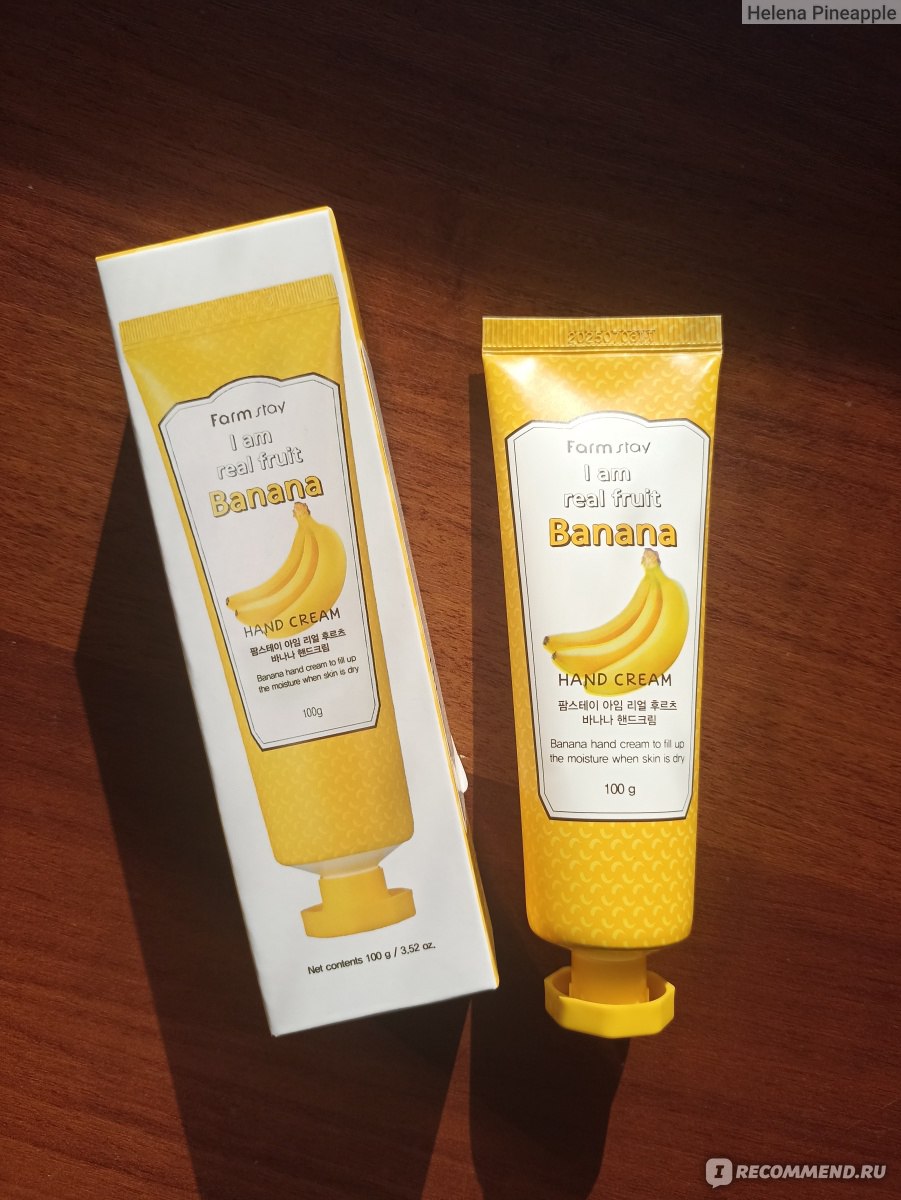 Helena Pineapple
Farm stay
I am
real fruit
Banana
HAND CREAM
팜스테이 아임 리얼 후르츠
바나나 핸드크림
Banana hand cream to fill up
the moisture when skin is dry
100g
Net contents 100 g / 3,52 oz.
Farm stay
I am
real fruit
Banana
HAND CREAM
팜스테이 아임 리얼 후르츠
바나나 핸드크림
Banana hand cream to fill up
the moisture when skin is dry
100 g
IRECOMMEND.RU